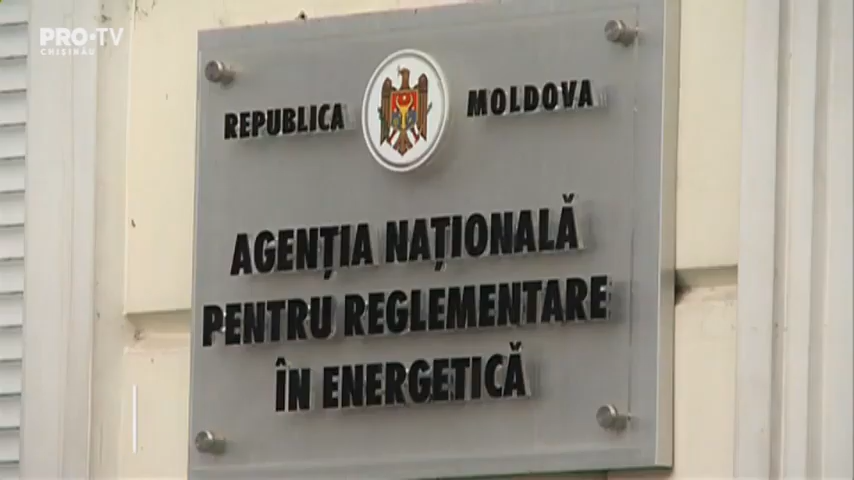 PRO•TV
CHIȘINĂU
REPUBLICA MOLDOVA
AGENȚIA NAȚIONALĂ
PENTRU REGLEMENTARE
ÎN ENERGETICĂ